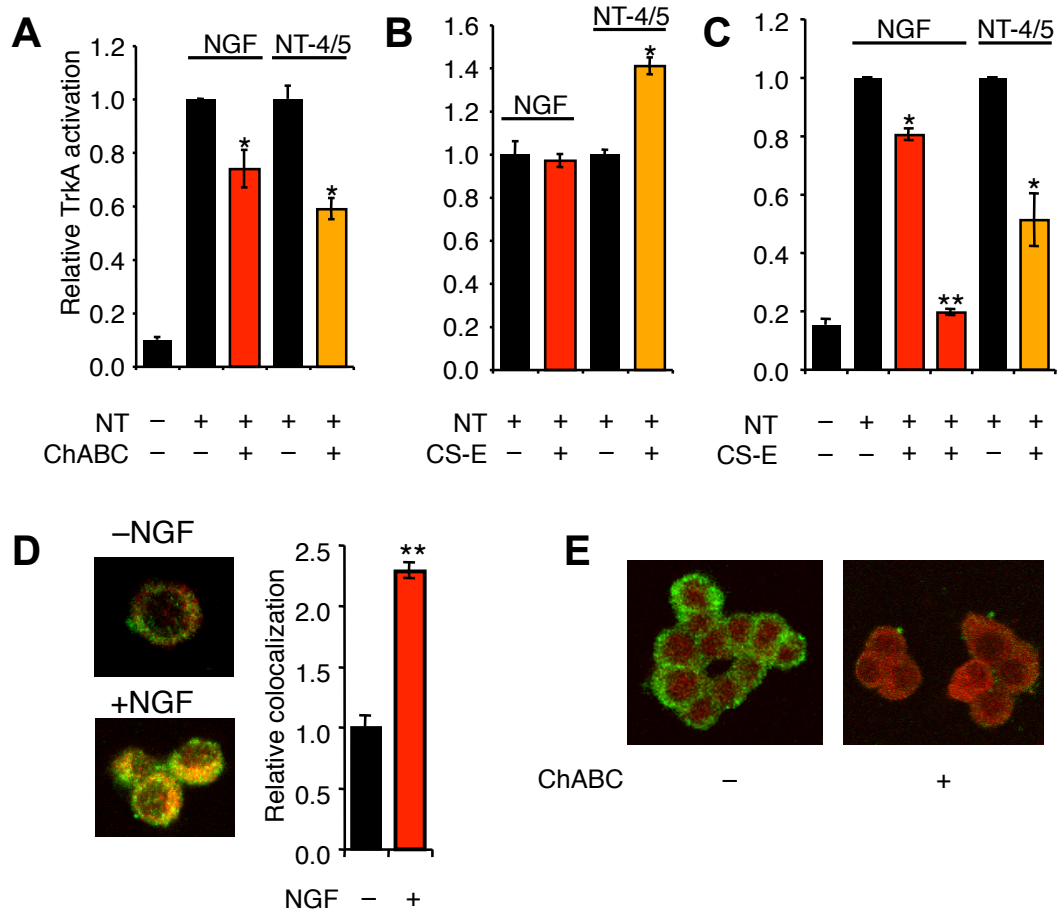 A
NGF NT-4/5
Relative TrkA activation
1.2
1.0
0.8
0.6
0.4
0.2
0.0
*
*
NT – + + + +
ChABC – – + – +
B
NT-4/5
NGF
1.6
1.4
1.2
1.0
0.8
0.6
0.4
0.2
0.0
*
NT + + + +
CS-E – + – +
C
NGF NT-4/5
1.2
1.0
0.8
0.6
0.4
0.2
0.0
*
**
*
NT – + + + + +
CS-E – – + + – +
D
–NGF
+NGF
Relative colocalization
2.5
2.0
1.5
1.0
0.5
0.0
**
NGF – +
E
ChABC – +